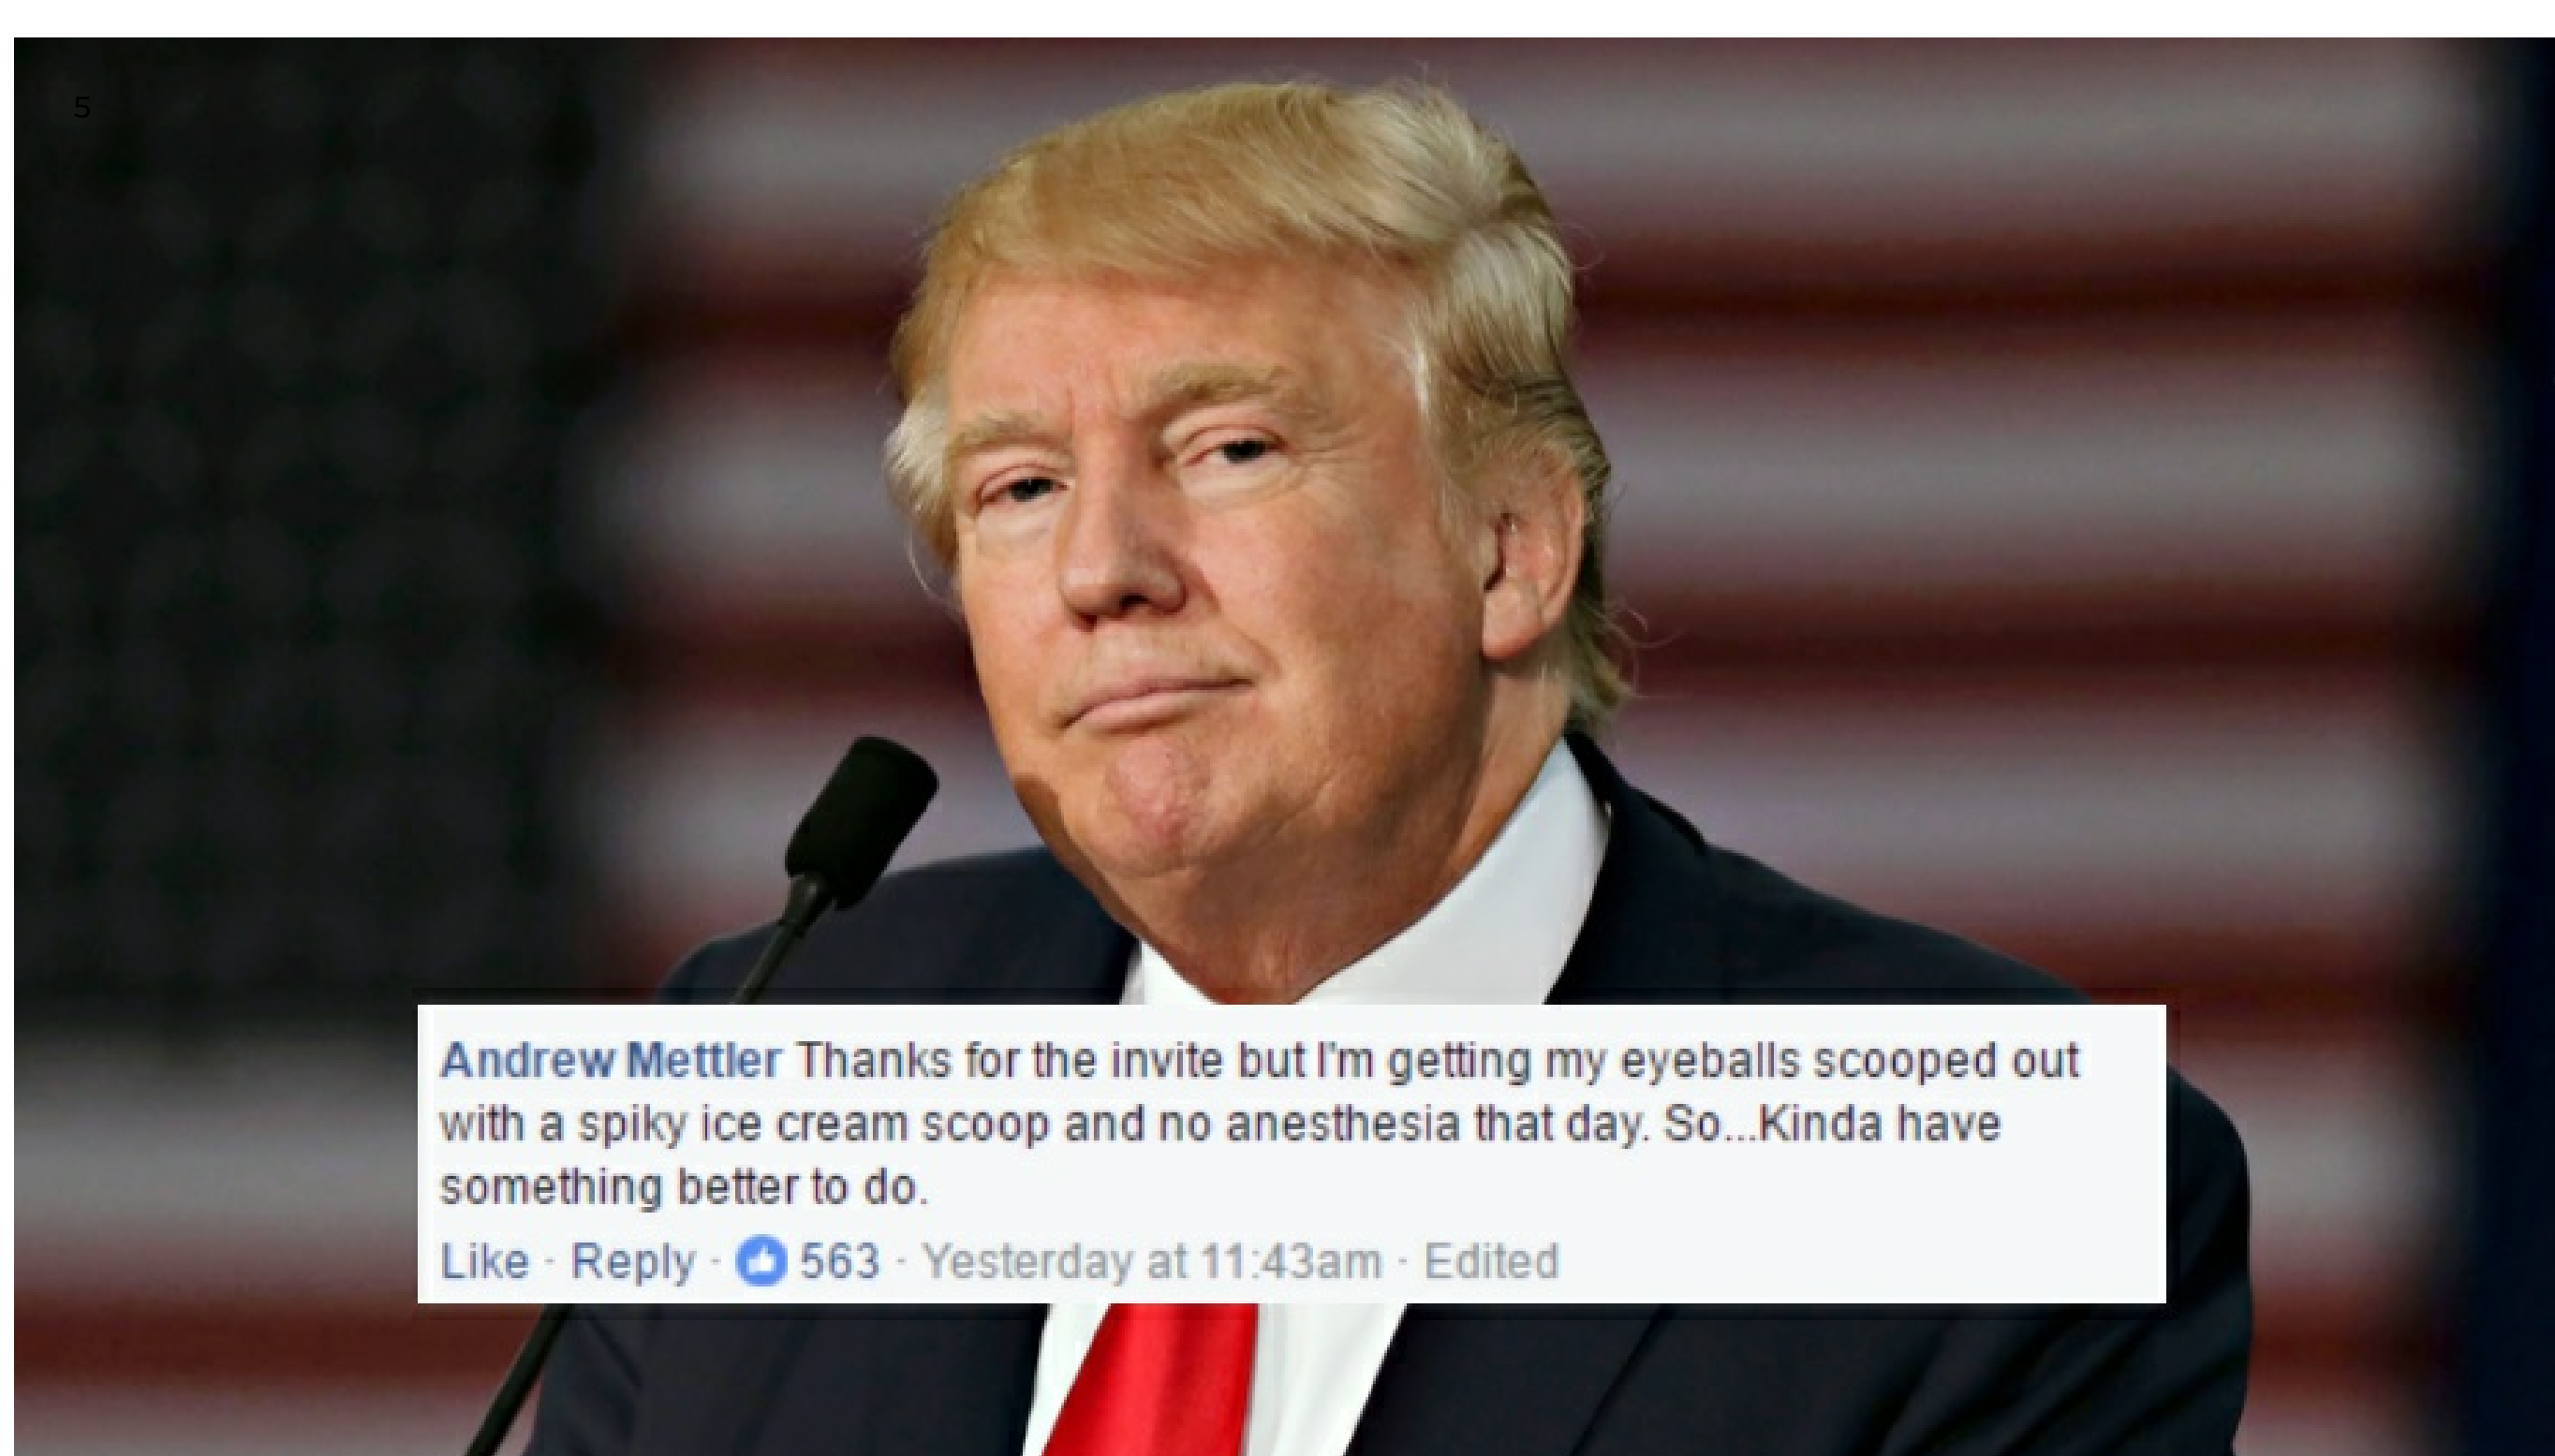 5
Andrew Mettler Thanks for the invite but I'm getting my eyeballs scooped out
with a spiky ice cream scoop and no anesthesia that day. So...Kinda have
something better to do.
Like · Reply · 563 · Yesterday at 11:43am · Edited